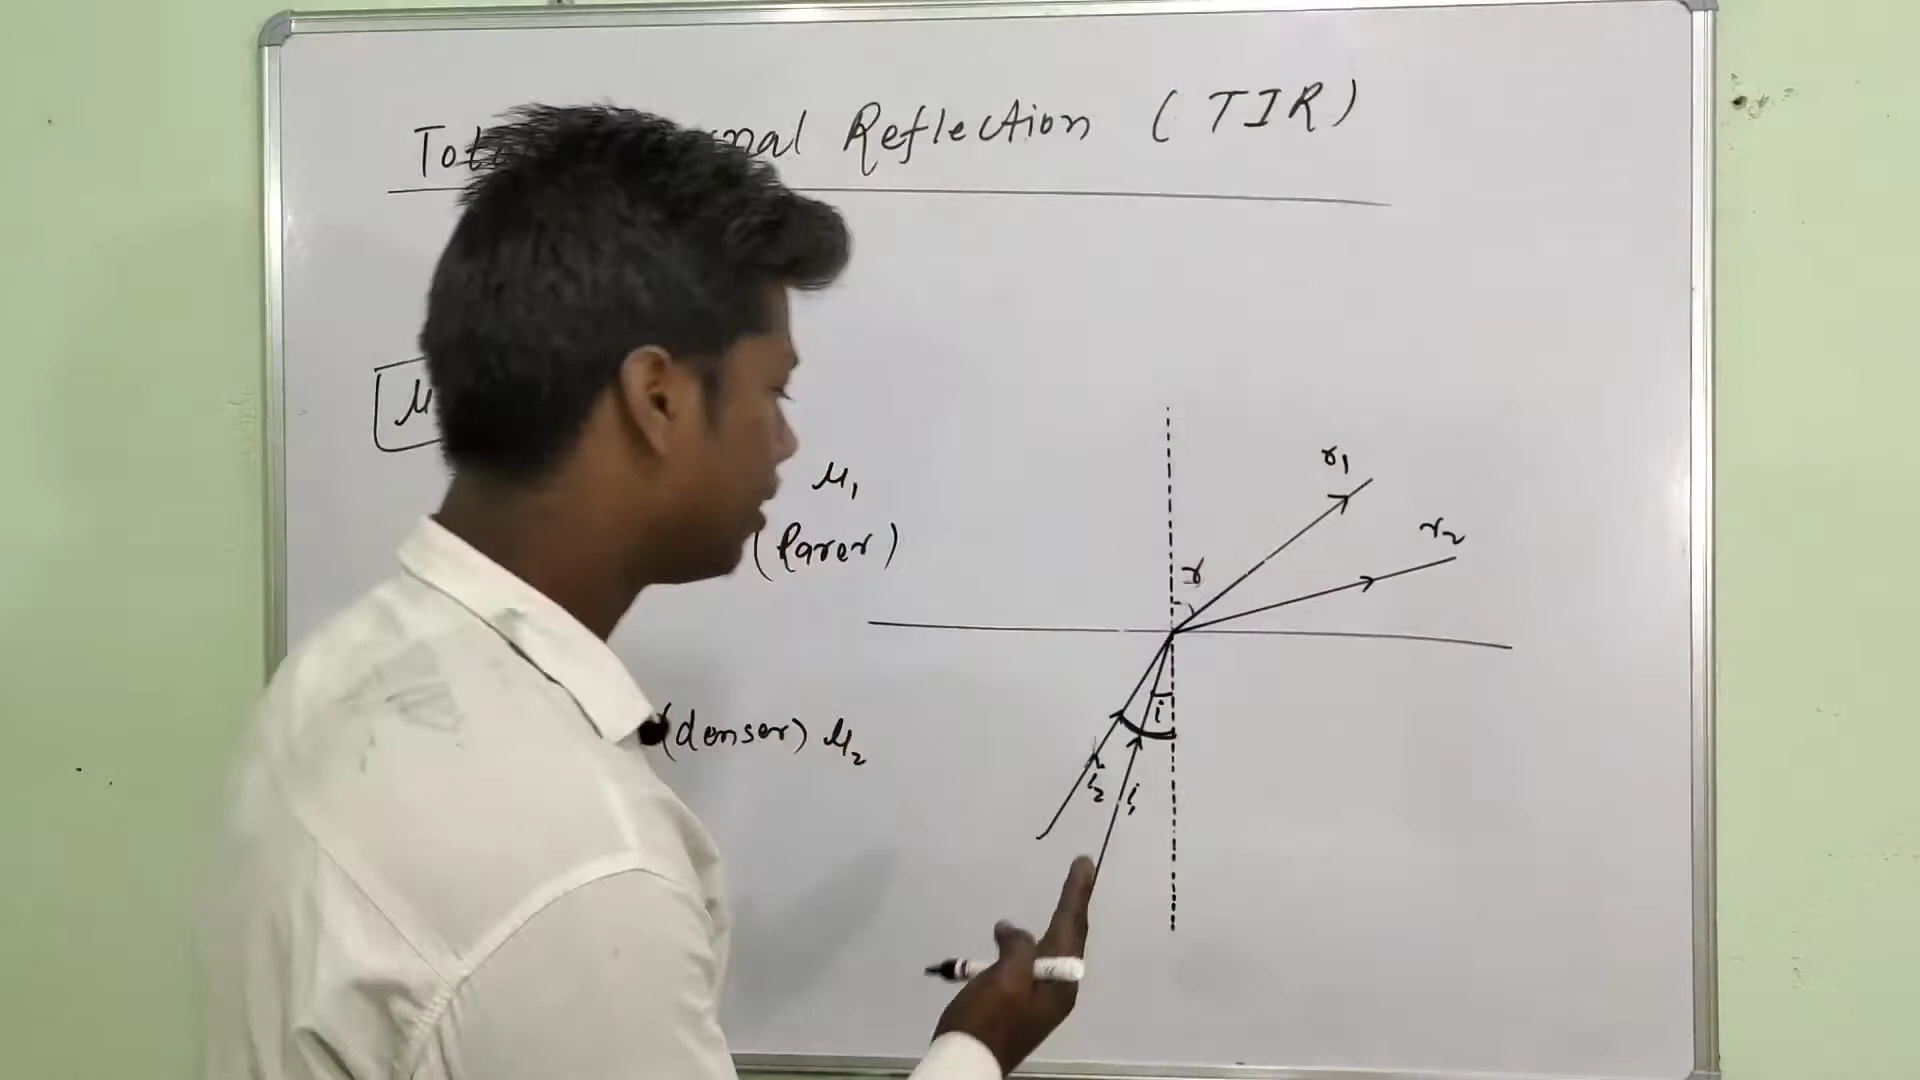 Reflection (TIR)
μ
μ1
(Rarer)
r1
r2
r
i
(denser) μ2
i2
i1